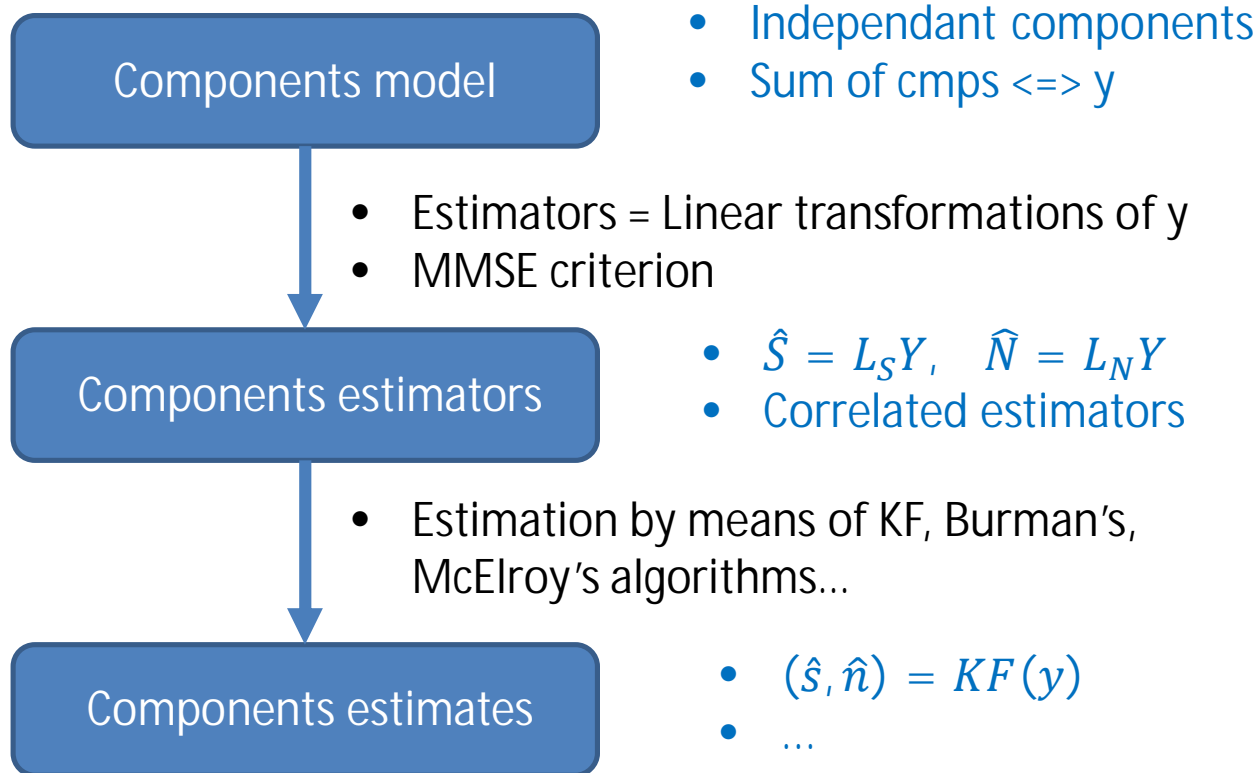 • Independant components
Components model
• Sum of cmps <=> y
• Estimators = Linear transformations of y
• MMSE criterion
Components estimators
• Ŝ = L_S Y, N̂ = L_N Y
• Correlated estimators
• Estimation by means of KF, Burman's,
McElroy's algorithms...
Components estimates
• (ŝ, n̂) = KF(y)
• ...